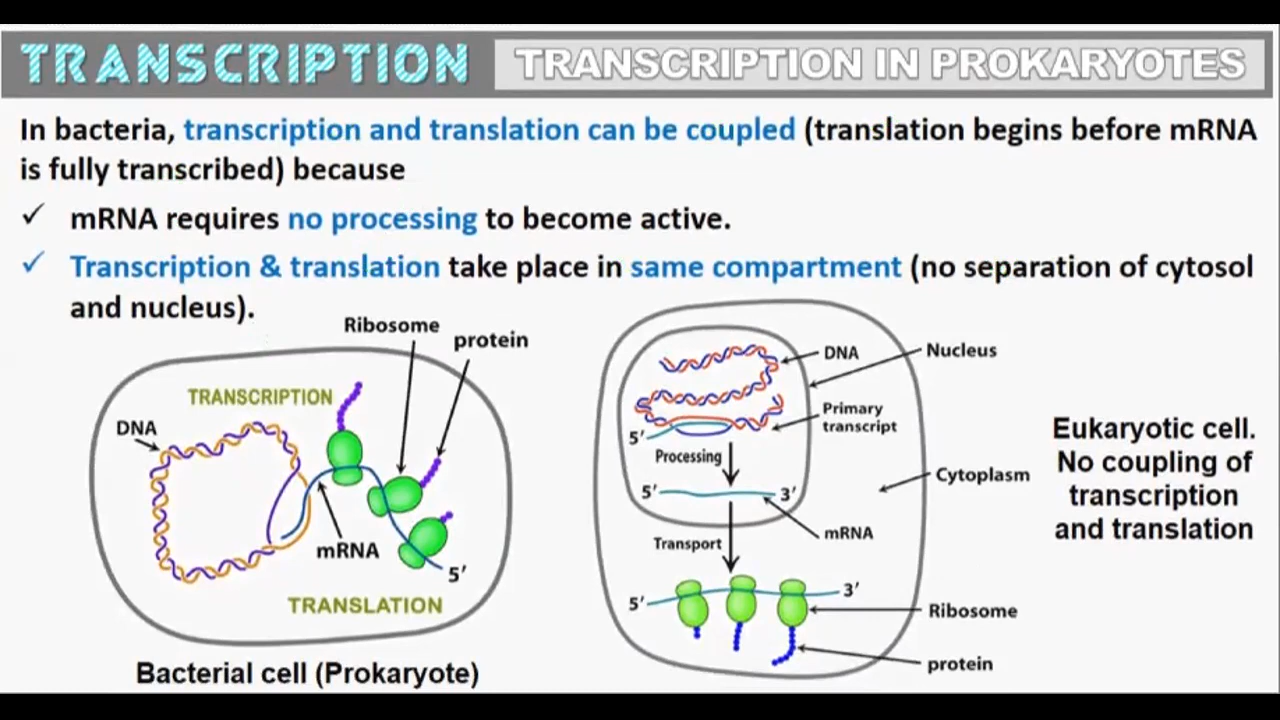 TRANSCRIPTION
TRANSCRIPTION IN PROKARYOTES
In bacteria, transcription and translation can be coupled (translation begins before mRNA
is fully transcribed) because
✓ mRNA requires no processing to become active.
✓ Transcription & translation take place in same compartment (no separation of cytosol
and nucleus).
Ribosome
protein
TRANSCRIPTION
DNA
mRNA
5′
TRANSLATION
Bacterial cell (Prokaryote)
DNA
Nucleus
Primary
transcript
5′
Processing
Cytoplasm
5′
3′
mRNA
Transport
5′
3′
Ribosome
protein
Eukaryotic cell.
No coupling of
transcription
and translation